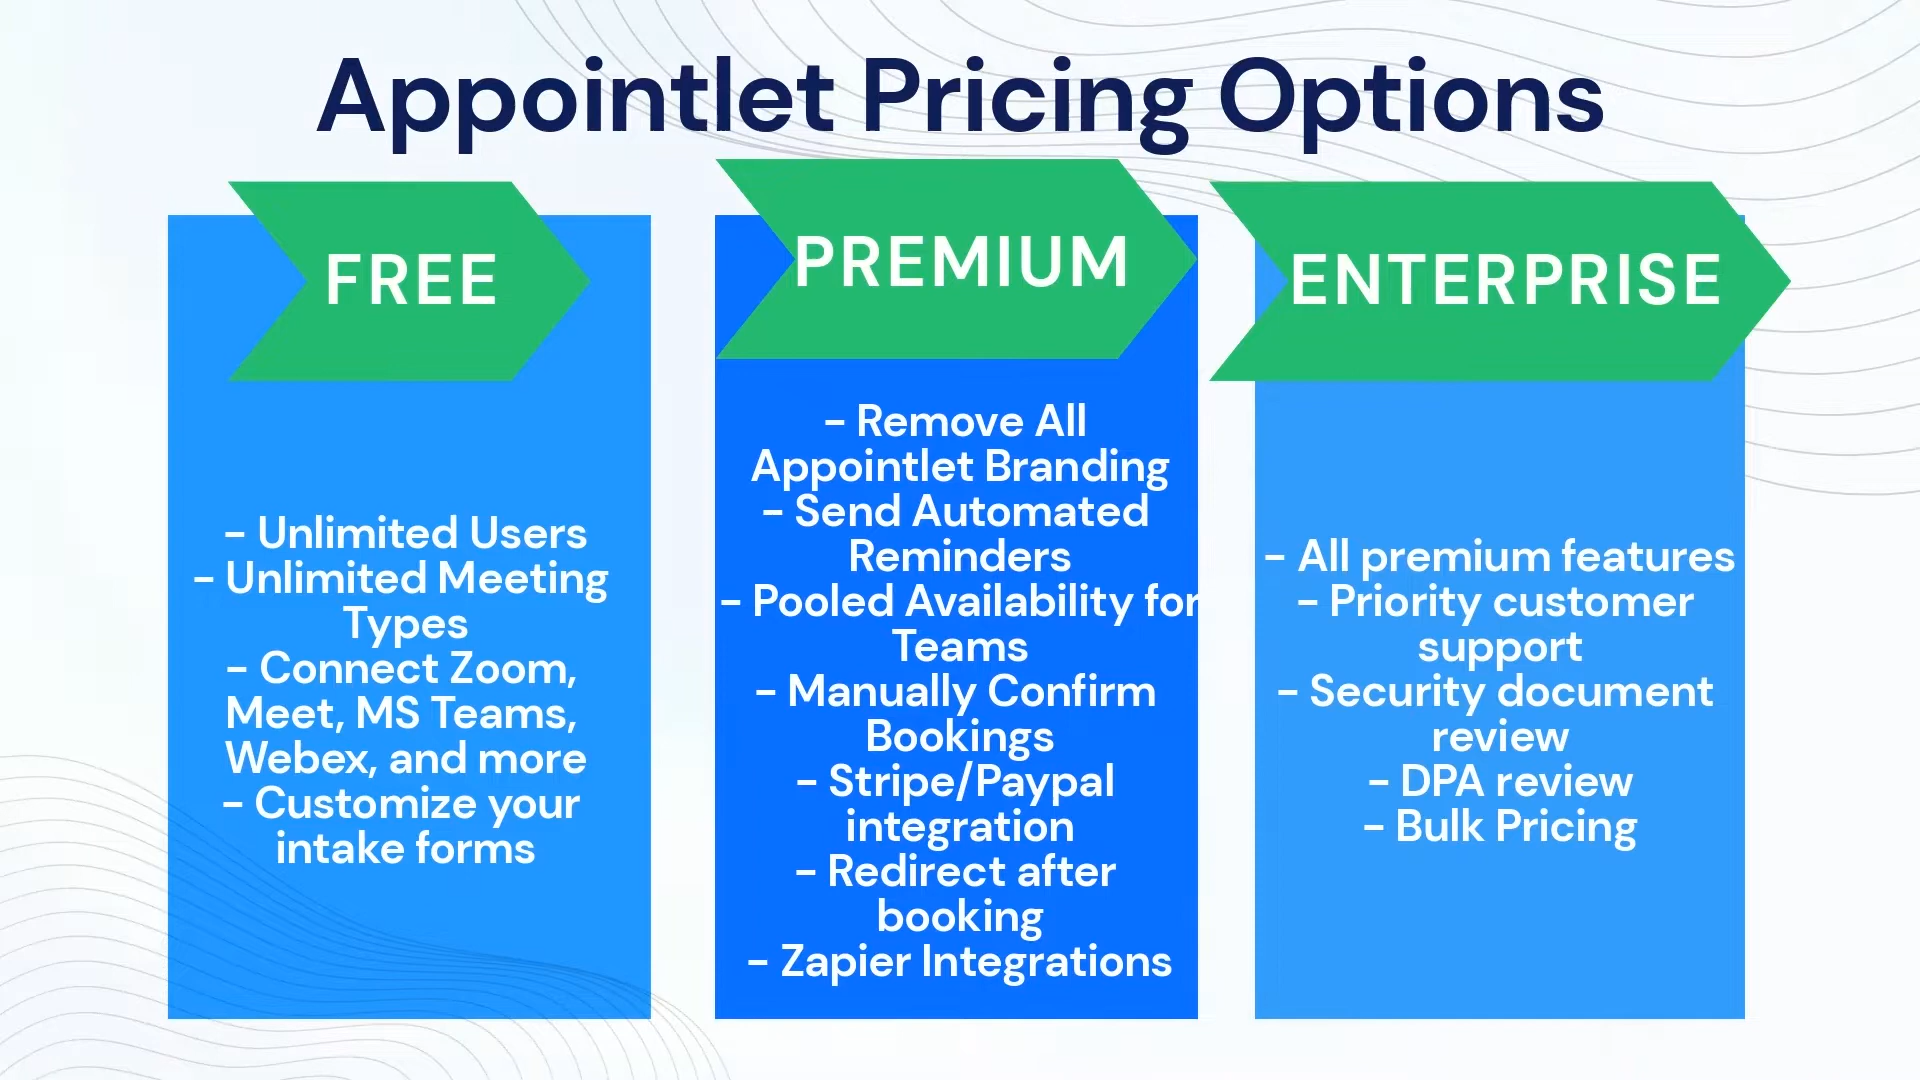 Appointlet Pricing Options
FREE
- Unlimited Users
- Unlimited Meeting
Types
- Connect Zoom,
Meet, MS Teams,
Webex, and more
- Customize your
intake forms
PREMIUM
- Remove All
Appointlet Branding
- Send Automated
Reminders
- Pooled Availability for
Teams
- Manually Confirm
Bookings
- Stripe/Paypal
integration
- Redirect after
booking
- Zapier Integrations
ENTERPRISE
- All premium features
- Priority customer
support
- Security document
review
- DPA review
- Bulk Pricing